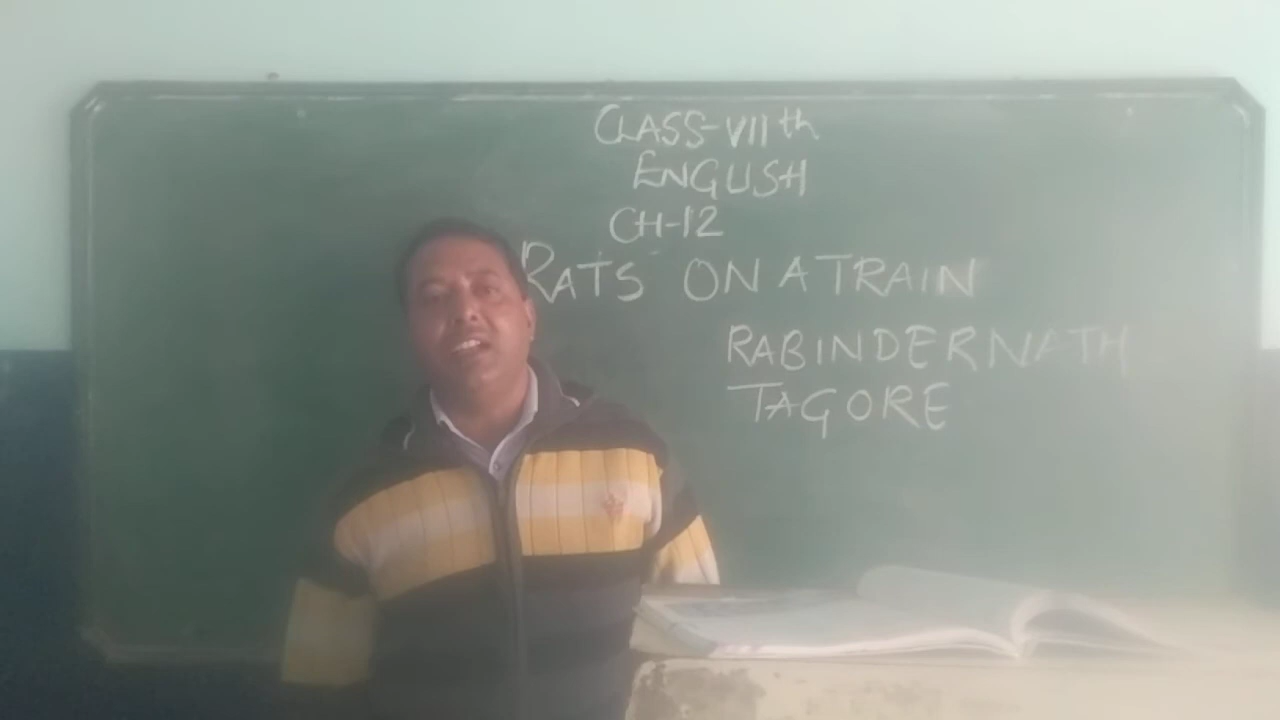 CLASS-VII th
ENGLISH
CH-12
RATS ON A TRAIN
RABINDERNATH
TAGORE